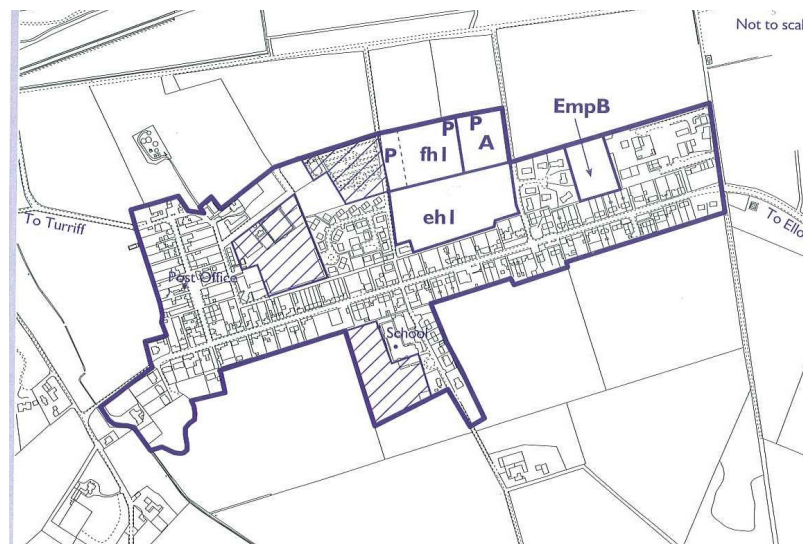 Not to scal
EmpB
P
P
A
P
fh1
eh1
To Turriff
To Ello
Post Office
School